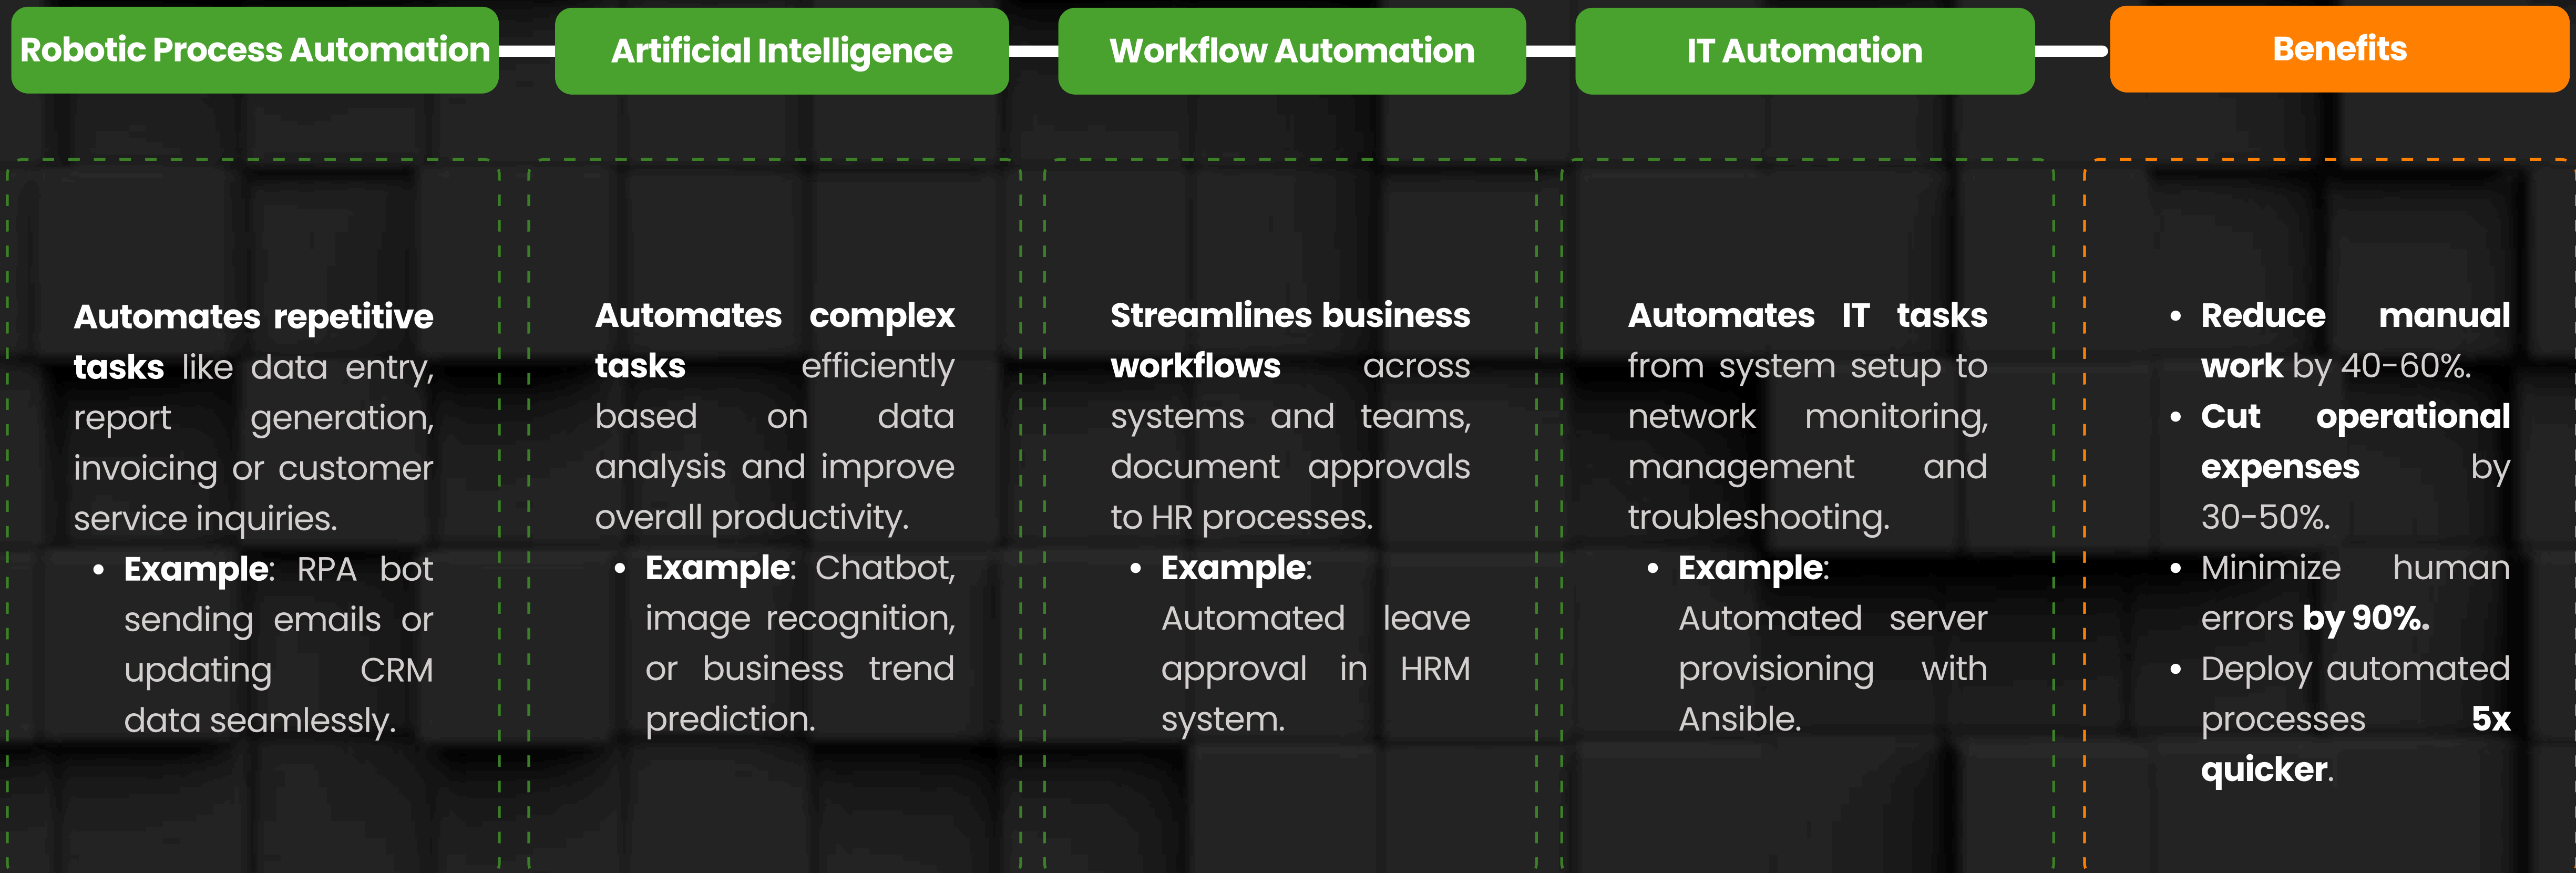 Robotic Process Automation
Artificial Intelligence
Workflow Automation
IT Automation
Benefits
Automates repetitive
tasks like data entry,
report generation,
invoicing or customer
service inquiries.
• Example: RPA bot
sending emails or
updating CRM
data seamlessly.
Automates complex
tasks efficiently
based on data
analysis and improve
overall productivity.
• Example: Chatbot,
image recognition,
or business trend
prediction.
Streamlines business
workflows across
systems and teams,
document approvals
to HR processes.
• Example:
Automated leave
approval in HRM
system.
Automates IT tasks
from system setup to
network monitoring,
management and
troubleshooting.
• Example:
Automated server
provisioning with
Ansible.
• Reduce manual
work by 40-60%.
• Cut operational
expenses by
30-50%.
• Minimize human
errors by 90%.
• Deploy automated
processes 5x
quicker.